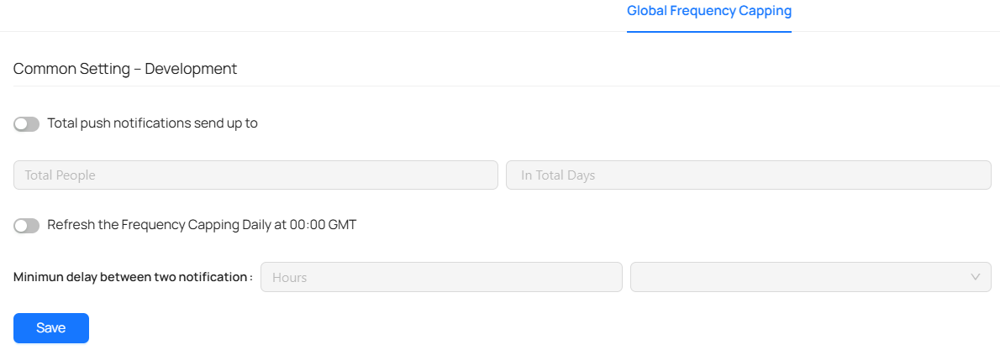 Global Frequency Capping
Common Setting – Development
Total push notifications send up to
Total People
In Total Days
Refresh the Frequency Capping Daily at 00:00 GMT
Minimun delay between two notification :
Hours
Save